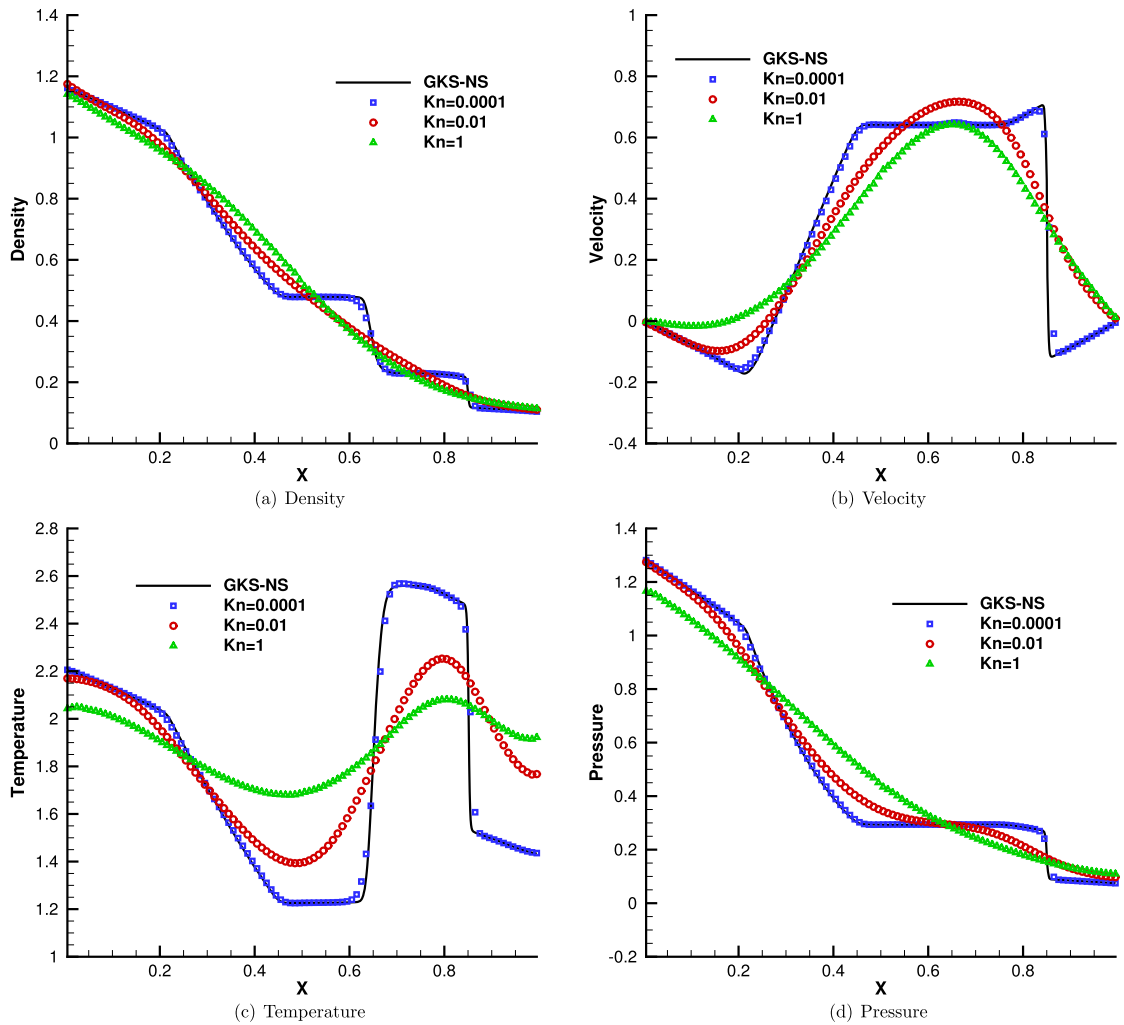 1.4
1.2
1
0.8
0.6
0.4
0.2
0
Density
0.2
0.4
0.6
0.8
X
GKS-NS
Kn=0.0001
Kn=0.01
Kn=1
(a) Density
1
0.8
0.6
0.4
0.2
0
-0.2
-0.4
Velocity
0.2
0.4
0.6
0.8
X
GKS-NS
Kn=0.0001
Kn=0.01
Kn=1
(b) Velocity
2.8
2.6
2.4
2.2
2
1.8
1.6
1.4
1.2
1
Temperature
0.2
0.4
0.6
0.8
X
GKS-NS
Kn=0.0001
Kn=0.01
Kn=1
(c) Temperature
1.4
1.2
1
0.8
0.6
0.4
0.2
0
-0.2
Pressure
0.2
0.4
0.6
0.8
X
GKS-NS
Kn=0.0001
Kn=0.01
Kn=1
(d) Pressure